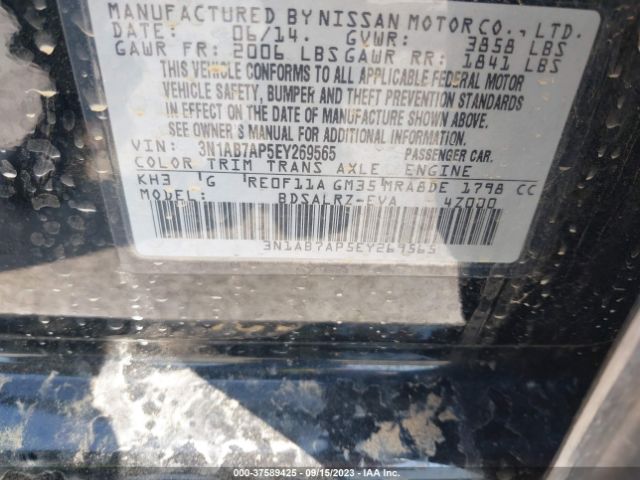 MANUFACTURED BY NISSAN MOTOR CO., LTD.
DATE: 06/14. GVWR: 3858 LBS
GAWR FR: 2006 LBS GAWR RR: 1841 LBS
THIS VEHICLE CONFORMS TO ALL APPLICABLE FEDERAL MOTOR
VEHICLE SAFETY, BUMPER AND THEFT PREVENTION STANDARDS
IN EFFECT ON THE DATE OF MANUFACTURE SHOWN ABOVE.
SEE OWNER'S MANUAL FOR ADDITIONAL INFORMATION.
VIN: 3N1AB7AP5EY269565 PASSENGER CAR.
COLOR TRIM TRANS AXLE ENGINE
KH3 G RE0F11A GM35 MRA8DE 1798 CC
MODEL: BDSALRZ-EVA 4Z000
3N1AB7AP5EY269565
000-37589425 - 09/15/2023 - IAA Inc.